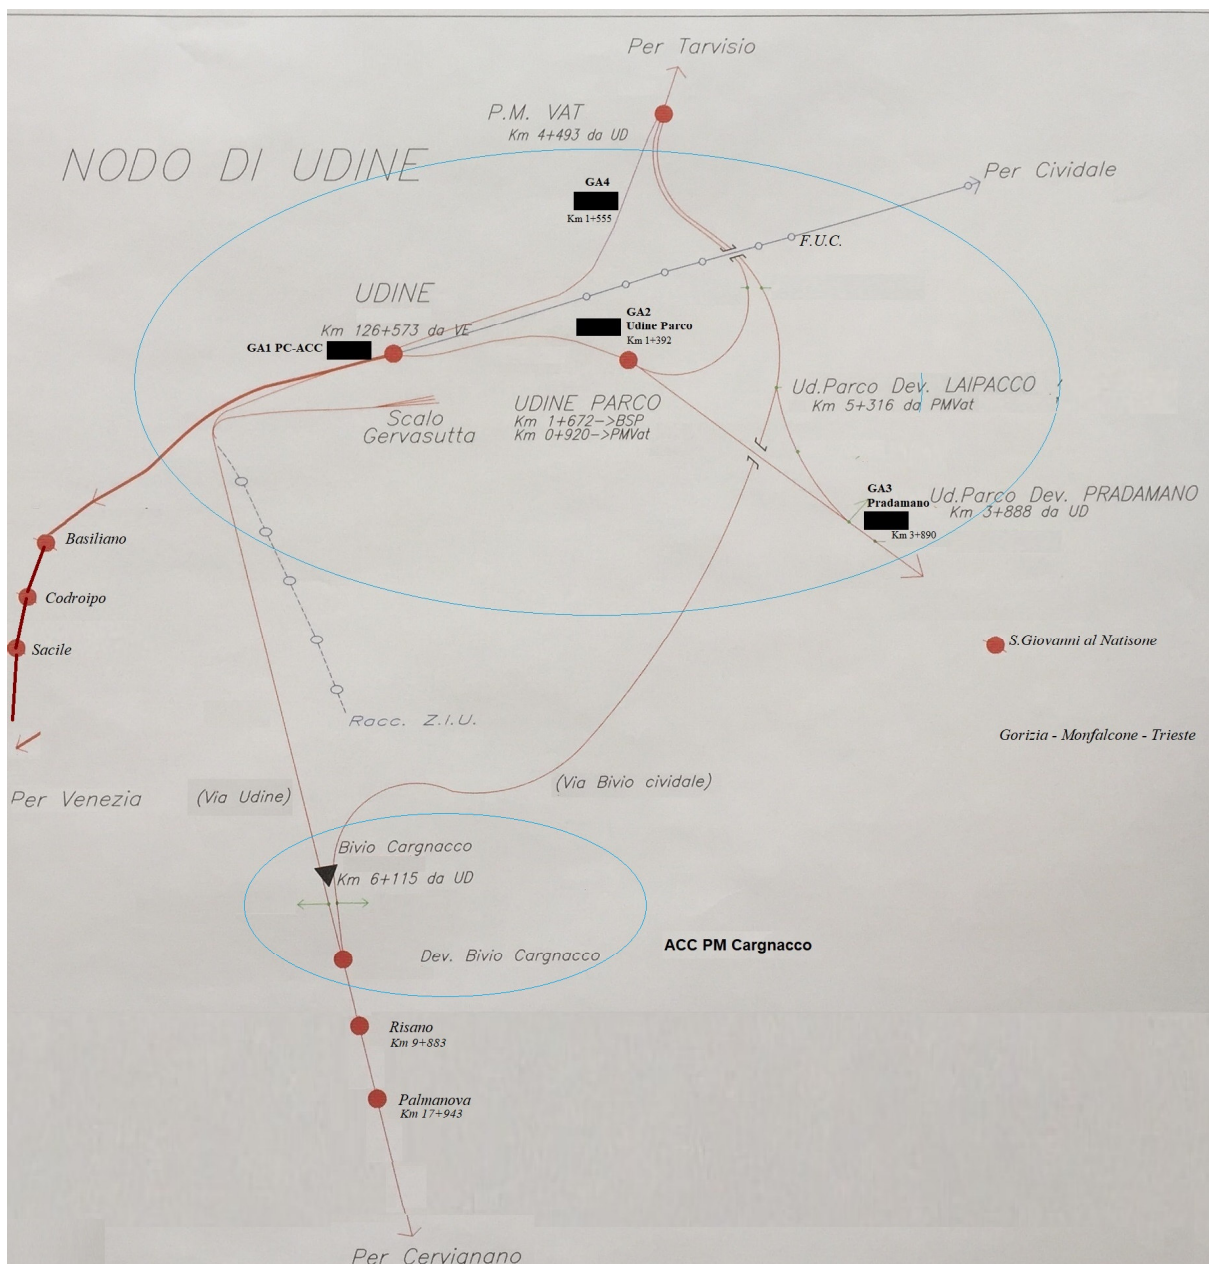 Per Tarvisio
P.M. VAT
Km 4+493 da UD
NODO DI UDINE
Per Cividale
GA4
Km 1+555
F.U.C.
UDINE
Km 126+573 da VE
GA1 PC-ACC
GA2
Udine Parco
Km 1+392
Ud.Parco Dev. LAIPACCO
Km 5+316 da PMVat
UDINE PARCO
Km 1+672->BSP
Km 0+920->PMVat
Scalo
Gervasutta
GA3
Pradamano
Km 3+890
Ud.Parco Dev. PRADAMANO
Km 3+888 da UD
Basiliano
Codroipo
Sacile
S.Giovanni al Natisone
Racc. Z.I.U.
Gorizia - Monfalcone - Trieste
Per Venezia
(Via Udine)
(Via Bivio cividale)
Bivio Cargnacco
Km 6+115 da UD
ACC PM Cargnacco
Dev. Bivio Cargnacco
Risano
Km 9+883
Palmanova
Km 17+943
Per Cervignano